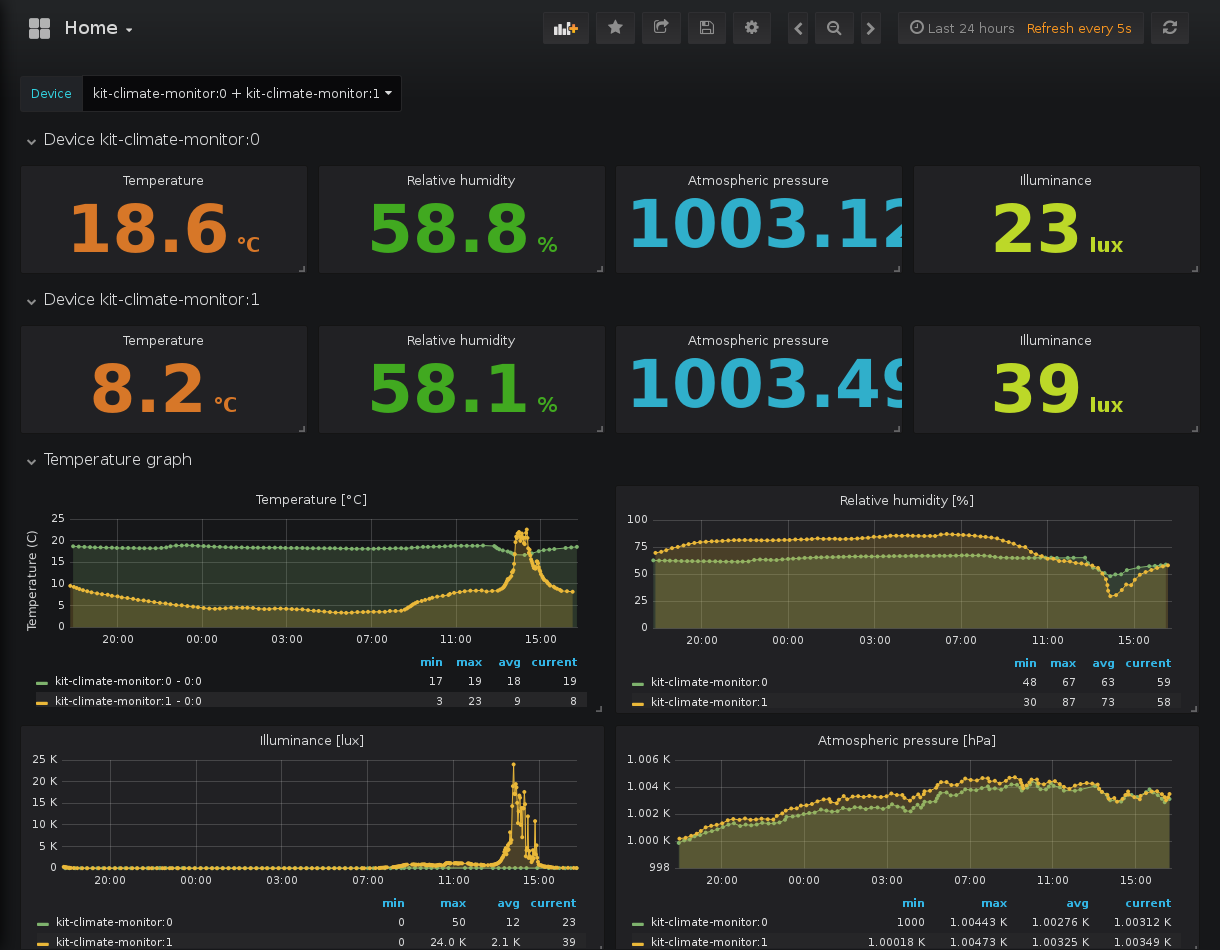 Home
Last 24 hours Refresh every 5s
Device kit-climate-monitor:0 + kit-climate-monitor:1
Device kit-climate-monitor:0
Temperature Relative humidity Atmospheric pressure Illuminance
18.6 °C 58.8 % 1003.12 23 lux
Device kit-climate-monitor:1
Temperature Relative humidity Atmospheric pressure Illuminance
8.2 °C 58.1 % 1003.49 39 lux
Temperature graph
Temperature [°C]
Temperature (C)
25
20
15
10
5
0
20:00 00:00 03:00 07:00 11:00 15:00
min max avg current
kit-climate-monitor:0 - 0:0 17 19 18 19
kit-climate-monitor:1 - 0:0 3 23 9 8
Relative humidity [%]
100
75
50
25
0
20:00 00:00 03:00 07:00 11:00 15:00
min max avg current
kit-climate-monitor:0 48 67 63 59
kit-climate-monitor:1 30 87 73 58
Illuminance [lux]
25 K
20 K
15 K
10 K
5 K
0
20:00 00:00 03:00 07:00 11:00 15:00
min max avg current
kit-climate-monitor:0 0 50 12 23
kit-climate-monitor:1 0 24.0 K 2.1 K 39
Atmospheric pressure [hPa]
1.006 K
1.004 K
1.002 K
1.000 K
998
20:00 00:00 03:00 07:00 11:00 15:00
min max avg current
kit-climate-monitor:0 1000 1.00443 K 1.00276 K 1.00312 K
kit-climate-monitor:1 1.00018 K 1.00473 K 1.00325 K 1.00349 K